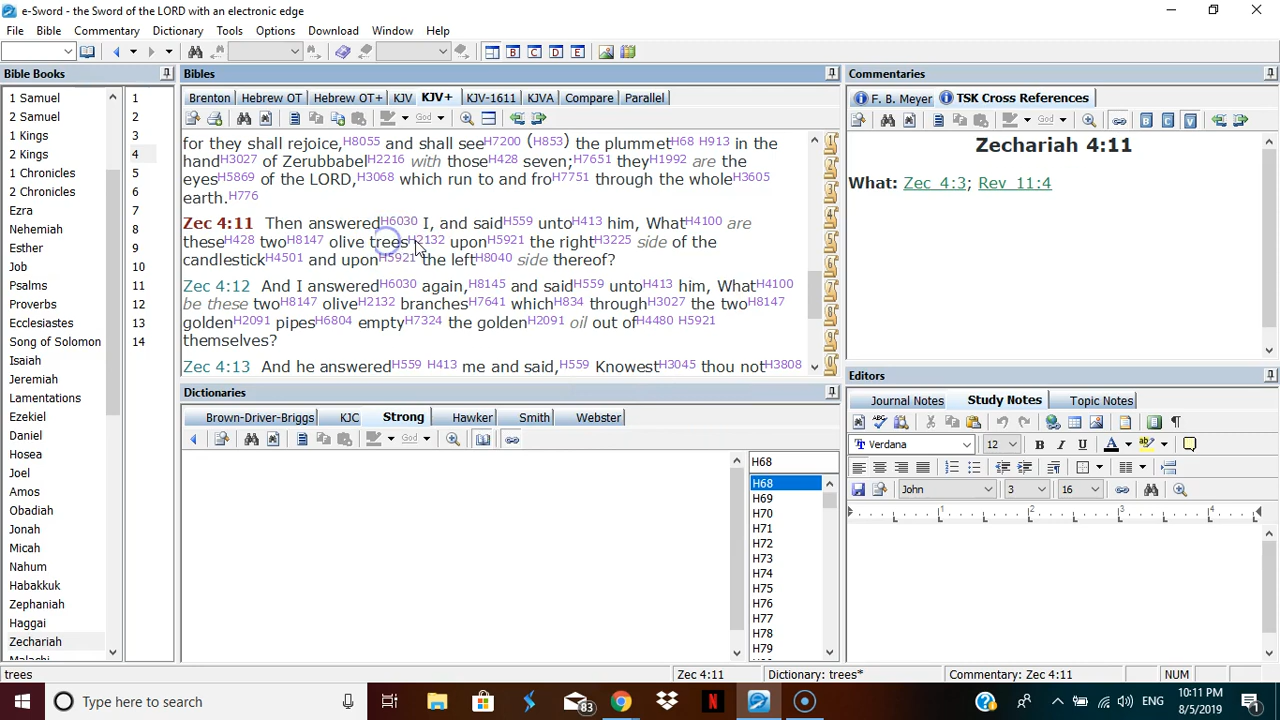 e-Sword - the Sword of the LORD with an electronic edge
File Bible Commentary Dictionary Tools Options Download Window Help
Bible Books
1 Samuel
2 Samuel
1 Kings
2 Kings
1 Chronicles
2 Chronicles
Ezra
Nehemiah
Esther
Job
Psalms
Proverbs
Ecclesiastes
Song of Solomon
Isaiah
Jeremiah
Lamentations
Ezekiel
Daniel
Hosea
Joel
Amos
Obadiah
Jonah
Micah
Nahum
Habakkuk
Zephaniah
Haggai
Zechariah
Malachi
1
2
3
4
5
6
7
8
9
10
11
12
13
14
Bibles
Brenton Hebrew OT Hebrew OT+ KJV KJV+ KJV-1611 KJVA Compare Parallel
God
for they shall rejoice,H8055 and shall seeH7200 (H853) the plummetH68 H913 in the
handH3027 of ZerubbabelH2216 with thoseH428 seven;H7651 theyH1992 are the
eyesH5869 of the LORD,H3068 which run to and froH7751 through the wholeH3605
earth.H776
Zec 4:11 Then answeredH6030 I, and saidH559 untoH413 him, WhatH4100 are
theseH428 twoH8147 olive treesH2132 uponH5921 the rightH3225 side of the
candlestickH4501 and uponH5921 the leftH8040 side thereof?
Zec 4:12 And I answeredH6030 again,H8145 and saidH559 untoH413 him, WhatH4100
be these twoH8147 oliveH2132 branchesH7641 whichH834 throughH3027 the twoH8147
goldenH2091 pipesH6804 emptyH7324 the goldenH2091 oil out ofH4480 H5921
themselves?
Zec 4:13 And he answeredH559 H413 me and said,H559 KnowestH3045 thou notH3808
Dictionaries
Brown-Driver-Briggs KJC Strong Hawker Smith Webster
God
H68
H68
H69
H70
H71
H72
H73
H74
H75
H76
H77
H78
H79
Commentaries
F. B. Meyer TSK Cross References
God
Zechariah 4:11
What: Zec 4:3; Rev 11:4
Editors
Journal Notes Study Notes Topic Notes
Verdana 12 B I U A
John 3 16
1 2 3 4
trees Zec 4:11 Dictionary: trees* Commentary: Zec 4:11 NUM
Type here to search
83
ENG
10:11 PM
8/5/2019
1